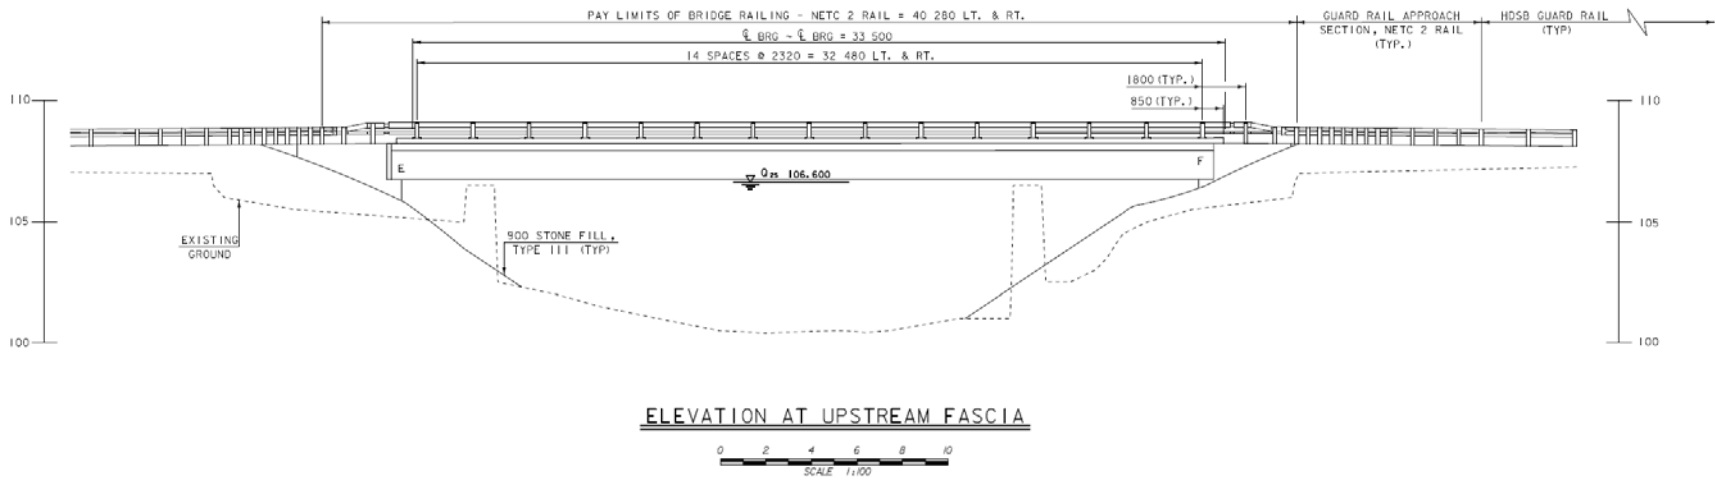 PAY LIMITS OF BRIDGE RAILING - NETC 2 RAIL = 40 280 LT. & RT.
GUARD RAIL APPROACH
SECTION, NETC 2 RAIL
(TYP.)
HDSB GUARD RAIL
(TYP)
℄ BRG - ℄ BRG = 33 500
14 SPACES @ 2320 = 32 480 LT. & RT.
1800 (TYP.)
850 (TYP.)
110
110
E
F
Q25 106.600
105
105
EXISTING
GROUND
900 STONE FILL,
TYPE III (TYP)
100
100
ELEVATION AT UPSTREAM FASCIA
0 2 4 6 8 10
SCALE 1:100